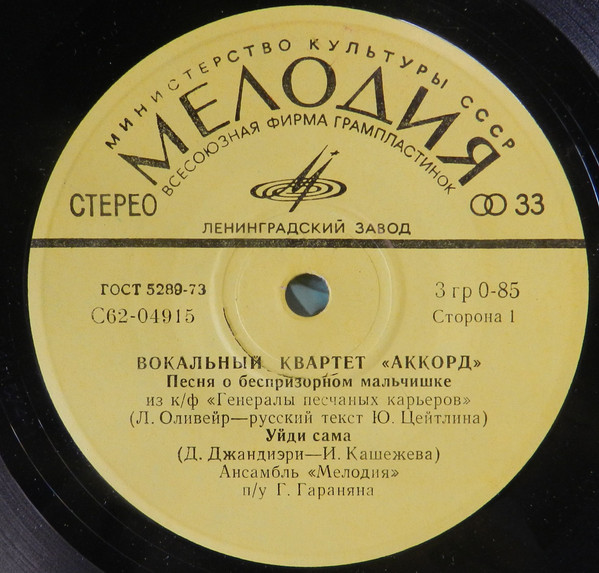 МИНИСТЕРСТВО КУЛЬТУРЫ СССР
МЕЛОДИЯ
ВСЕСОЮЗНАЯ ФИРМА ГРАМПЛАСТИНОК
СТЕРЕО
33
ЛЕНИНГРАДСКИЙ ЗАВОД
ГОСТ 5289-73
3 гр 0-85
С62-04915
Сторона 1
ВОКАЛЬНЫЙ КВАРТЕТ «АККОРД»
Песня о беспризорном мальчишке
из к/ф «Генералы песчаных карьеров»
(Л. Оливейр—русский текст Ю. Цейтлина)
Уйди сама
(Д. Джандиэри—И. Кашежева)
Ансамбль «Мелодия»
п/у Г. Гараняна